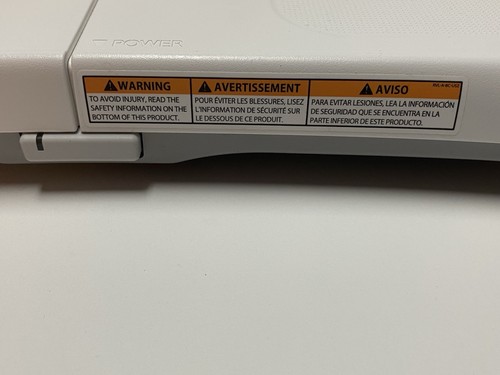 POWER
WARNING
TO AVOID INJURY, READ THE
SAFETY INFORMATION ON THE
BOTTOM OF THIS PRODUCT.
AVERTISSEMENT
POUR ÉVITER LES BLESSURES, LISEZ
L'INFORMATION DE SÉCURITÉ SUR
LE DESSOUS DE CE PRODUIT.
AVISO
PARA EVITAR LESIONES, LEA LA INFORMACIÓN
DE SEGURIDAD QUE SE ENCUENTRA EN LA
PARTE INFERIOR DE ESTE PRODUCTO.